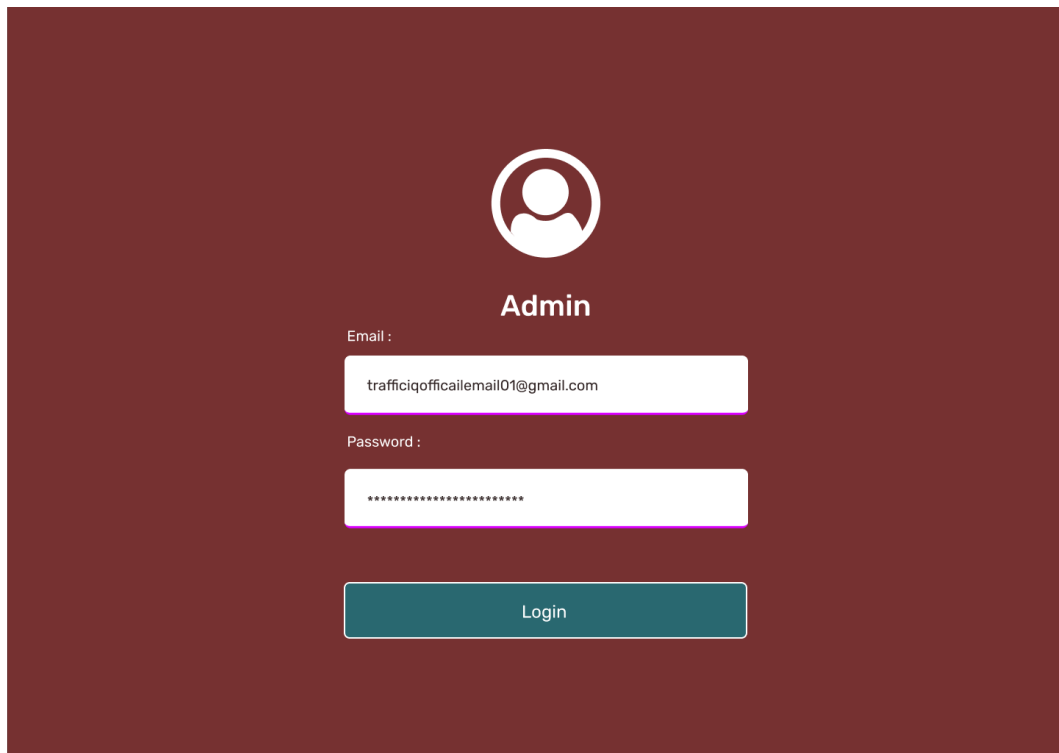 Admin
Email :
trafficiqofficailemail01@gmail.com
Password :
************************
Login